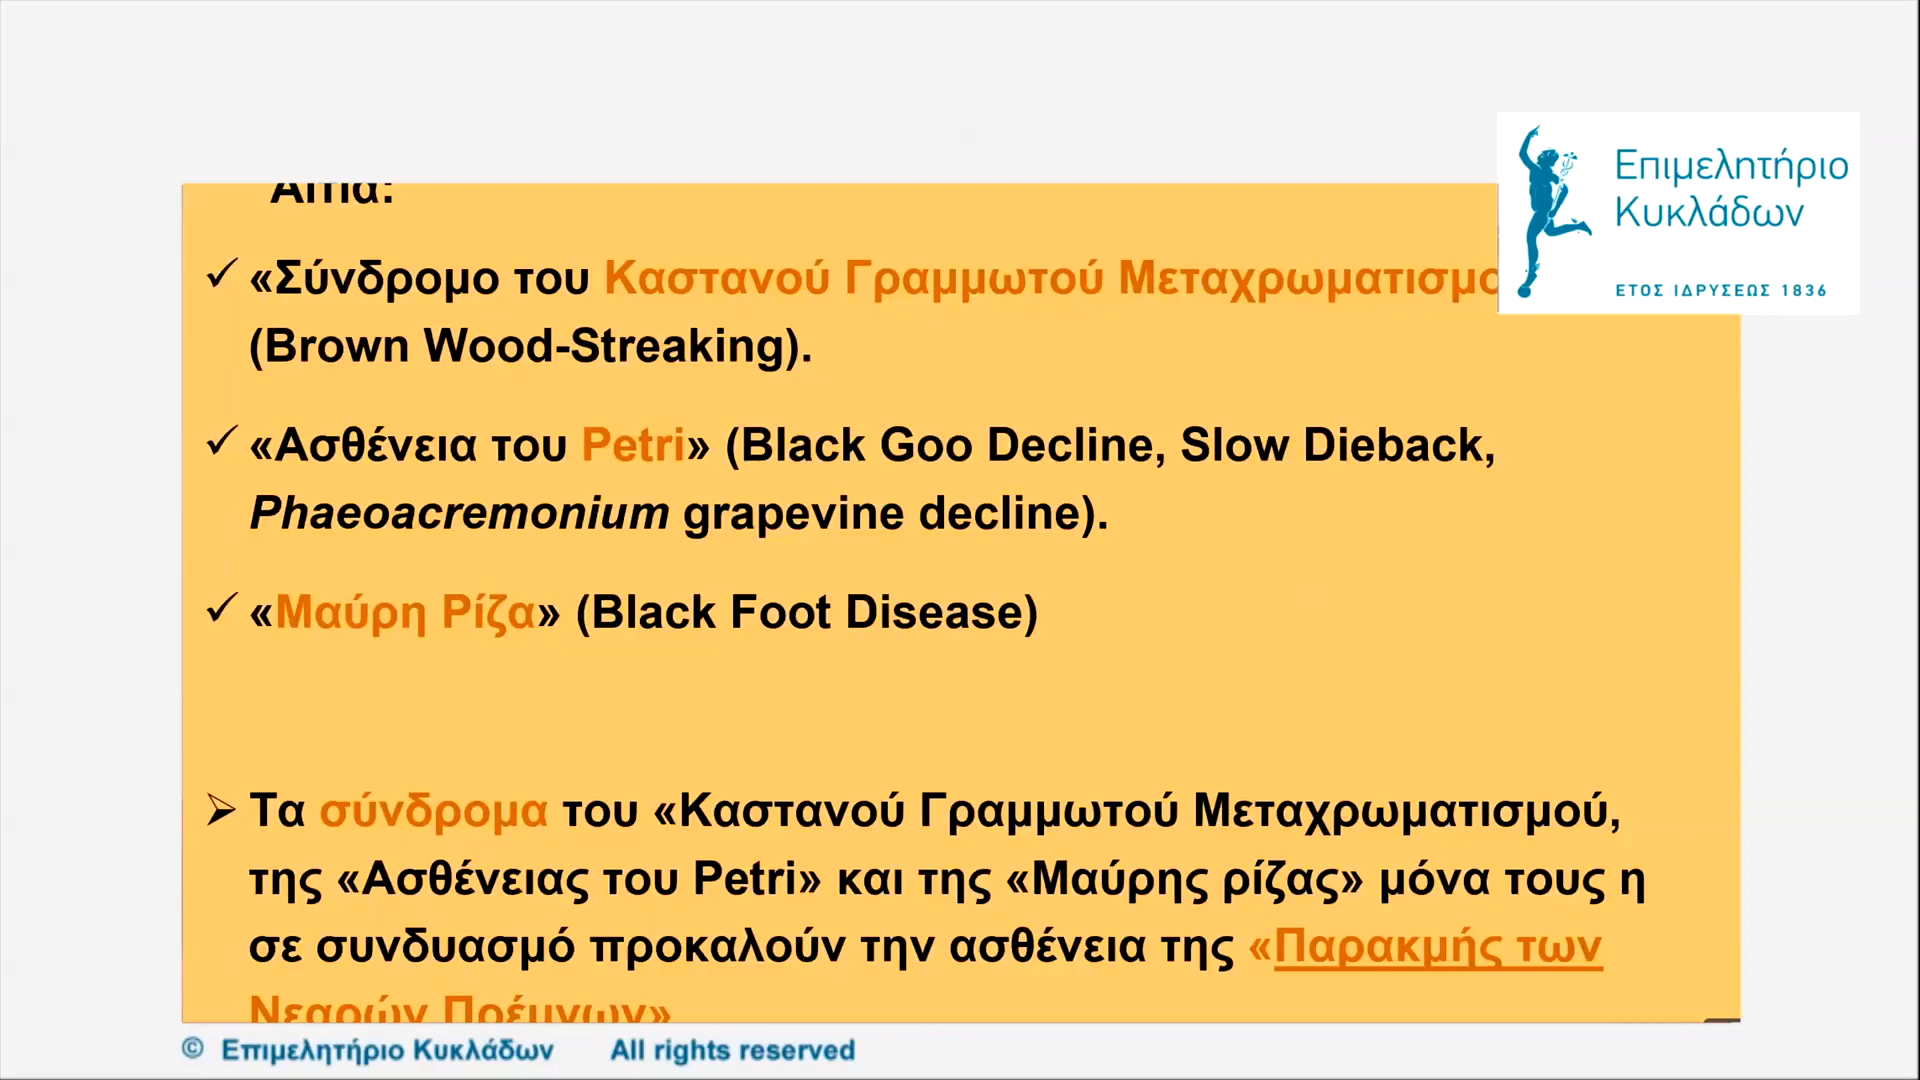 Αίτια:
Επιμελητήριο
Κυκλάδων
ΕΤΟΣ ΙΔΡΥΣΕΩΣ 1836
✓ «Σύνδρομο του Καστανού Γραμμωτού Μεταχρωματισμο
(Brown Wood-Streaking).
✓ «Ασθένεια του Petri» (Black Goo Decline, Slow Dieback,
Phaeoacremonium grapevine decline).
✓ «Μαύρη Ρίζα» (Black Foot Disease)
➢ Τα σύνδρομα του «Καστανού Γραμμωτού Μεταχρωματισμού,
της «Ασθένειας του Petri» και της «Μαύρης ρίζας» μόνα τους η
σε συνδυασμό προκαλούν την ασθένεια της «Παρακμής των
Νεαρών Πρέμνων»
© Επιμελητήριο Κυκλάδων All rights reserved